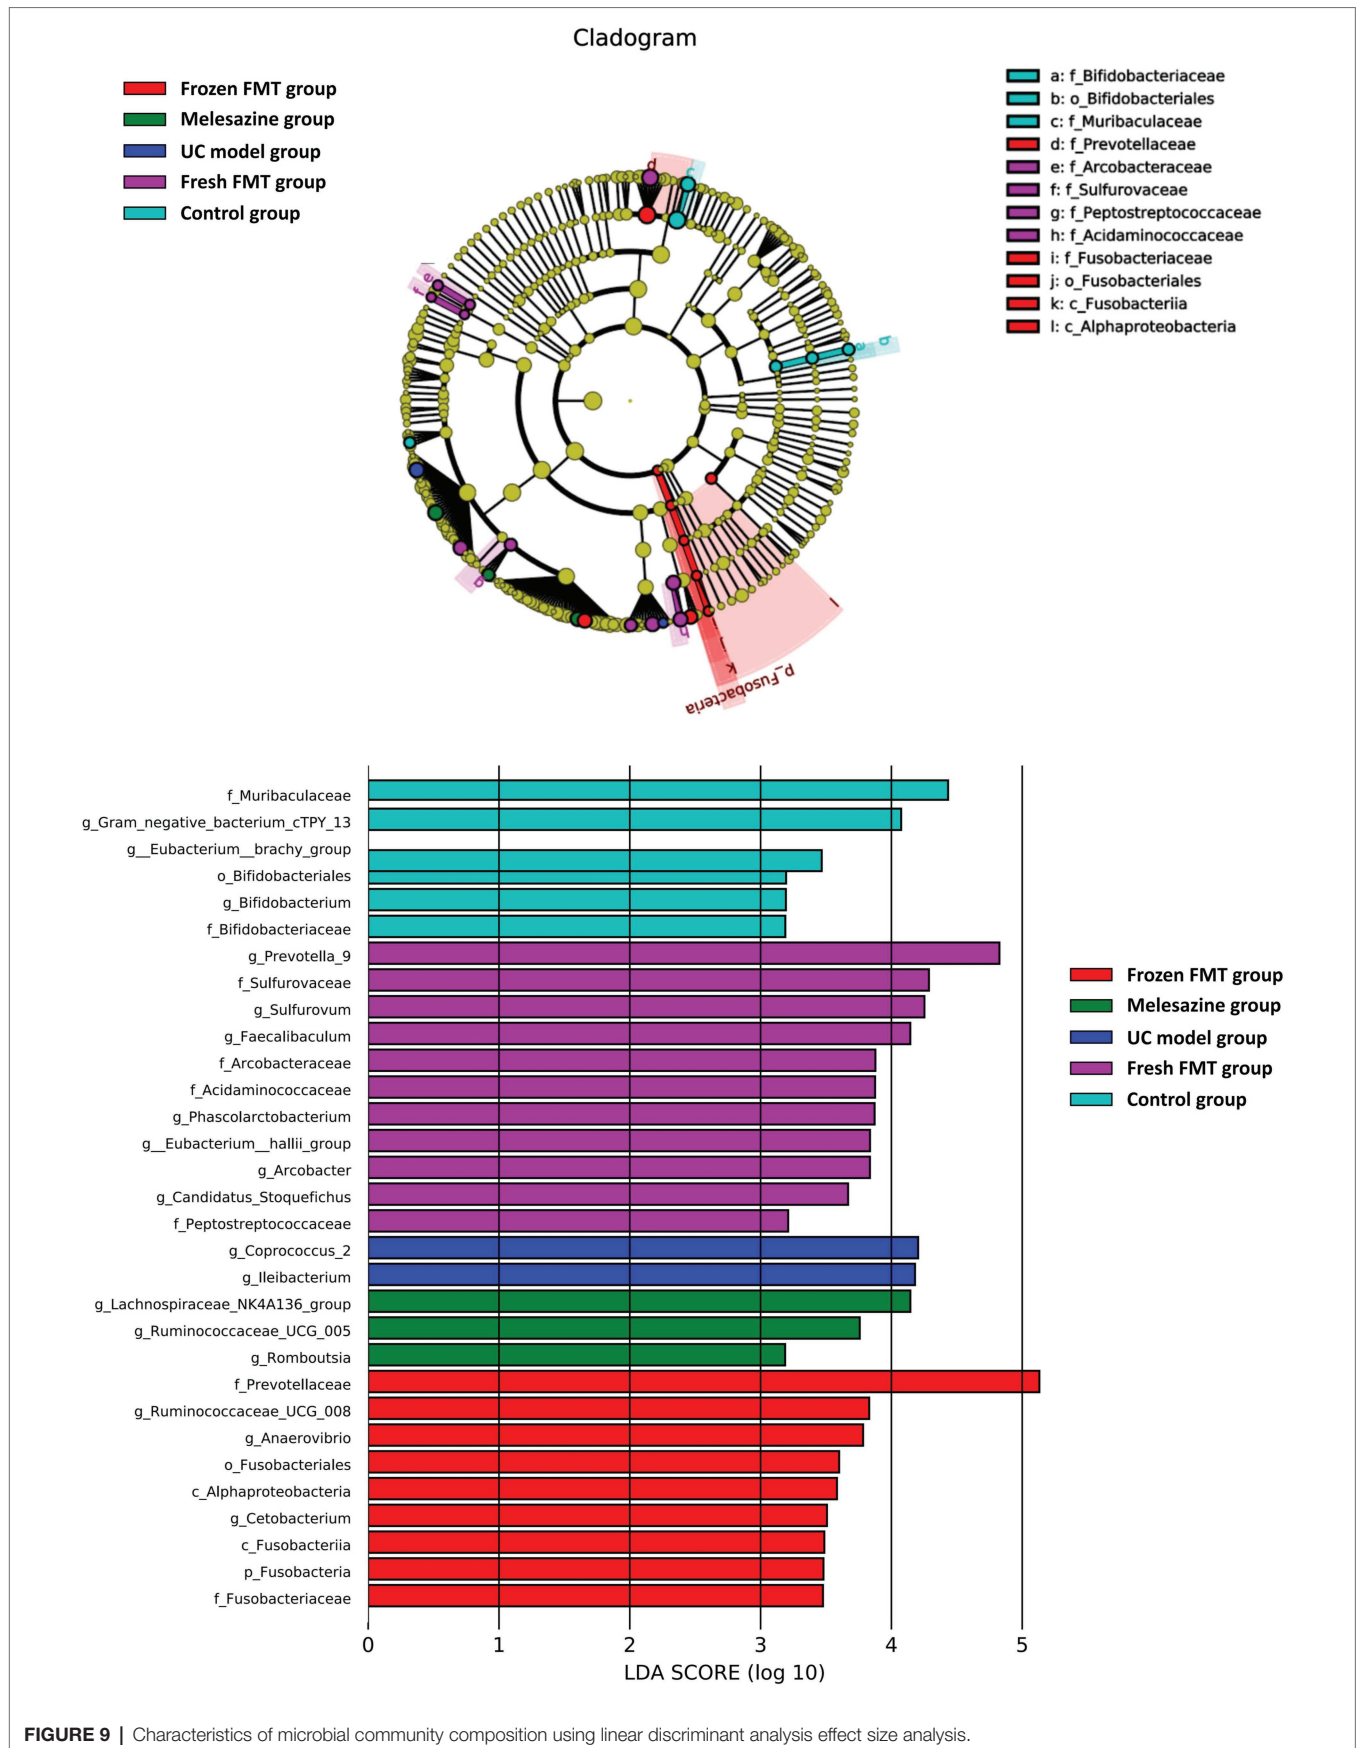 Cladogram
Frozen FMT group
Melesazine group
UC model group
Fresh FMT group
Control group
a: f_Bifidobacteriaceae
b: o_Bifidobacteriales
c: f_Muribaculaceae
d: f_Prevotellaceae
e: f_Arcobacteraceae
f: f_Sulfurovaceae
g: f_Peptostreptococcaceae
h: f_Acidaminococcaceae
i: f_Fusobacteriaceae
j: o_Fusobacteriales
k: c_Fusobacteriia
l: c_Alphaproteobacteria
d
c
e
f
a
b
g
h
i
j
k
l
p_Fusobacteria
f_Muribaculaceae
g_Gram_negative_bacterium_cTPY_13
g__Eubacterium__brachy_group
o_Bifidobacteriales
g_Bifidobacterium
f_Bifidobacteriaceae
g_Prevotella_9
f_Sulfurovaceae
g_Sulfurovum
g_Faecalibaculum
f_Arcobacteraceae
f_Acidaminococcaceae
g_Phascolarctobacterium
g__Eubacterium__hallii_group
g_Arcobacter
g_Candidatus_Stoquefichus
f_Peptostreptococcaceae
g_Coprococcus_2
g_Ileibacterium
g_Lachnospiraceae_NK4A136_group
g_Ruminococcaceae_UCG_005
g_Romboutsia
f_Prevotellaceae
g_Ruminococcaceae_UCG_008
g_Anaerovibrio
o_Fusobacteriales
c_Alphaproteobacteria
g_Cetobacterium
c_Fusobacteriia
p_Fusobacteria
f_Fusobacteriaceae
Frozen FMT group
Melesazine group
UC model group
Fresh FMT group
Control group
0 1 2 3 4 5
LDA SCORE (log 10)
FIGURE 9 | Characteristics of microbial community composition using linear discriminant analysis effect size analysis.